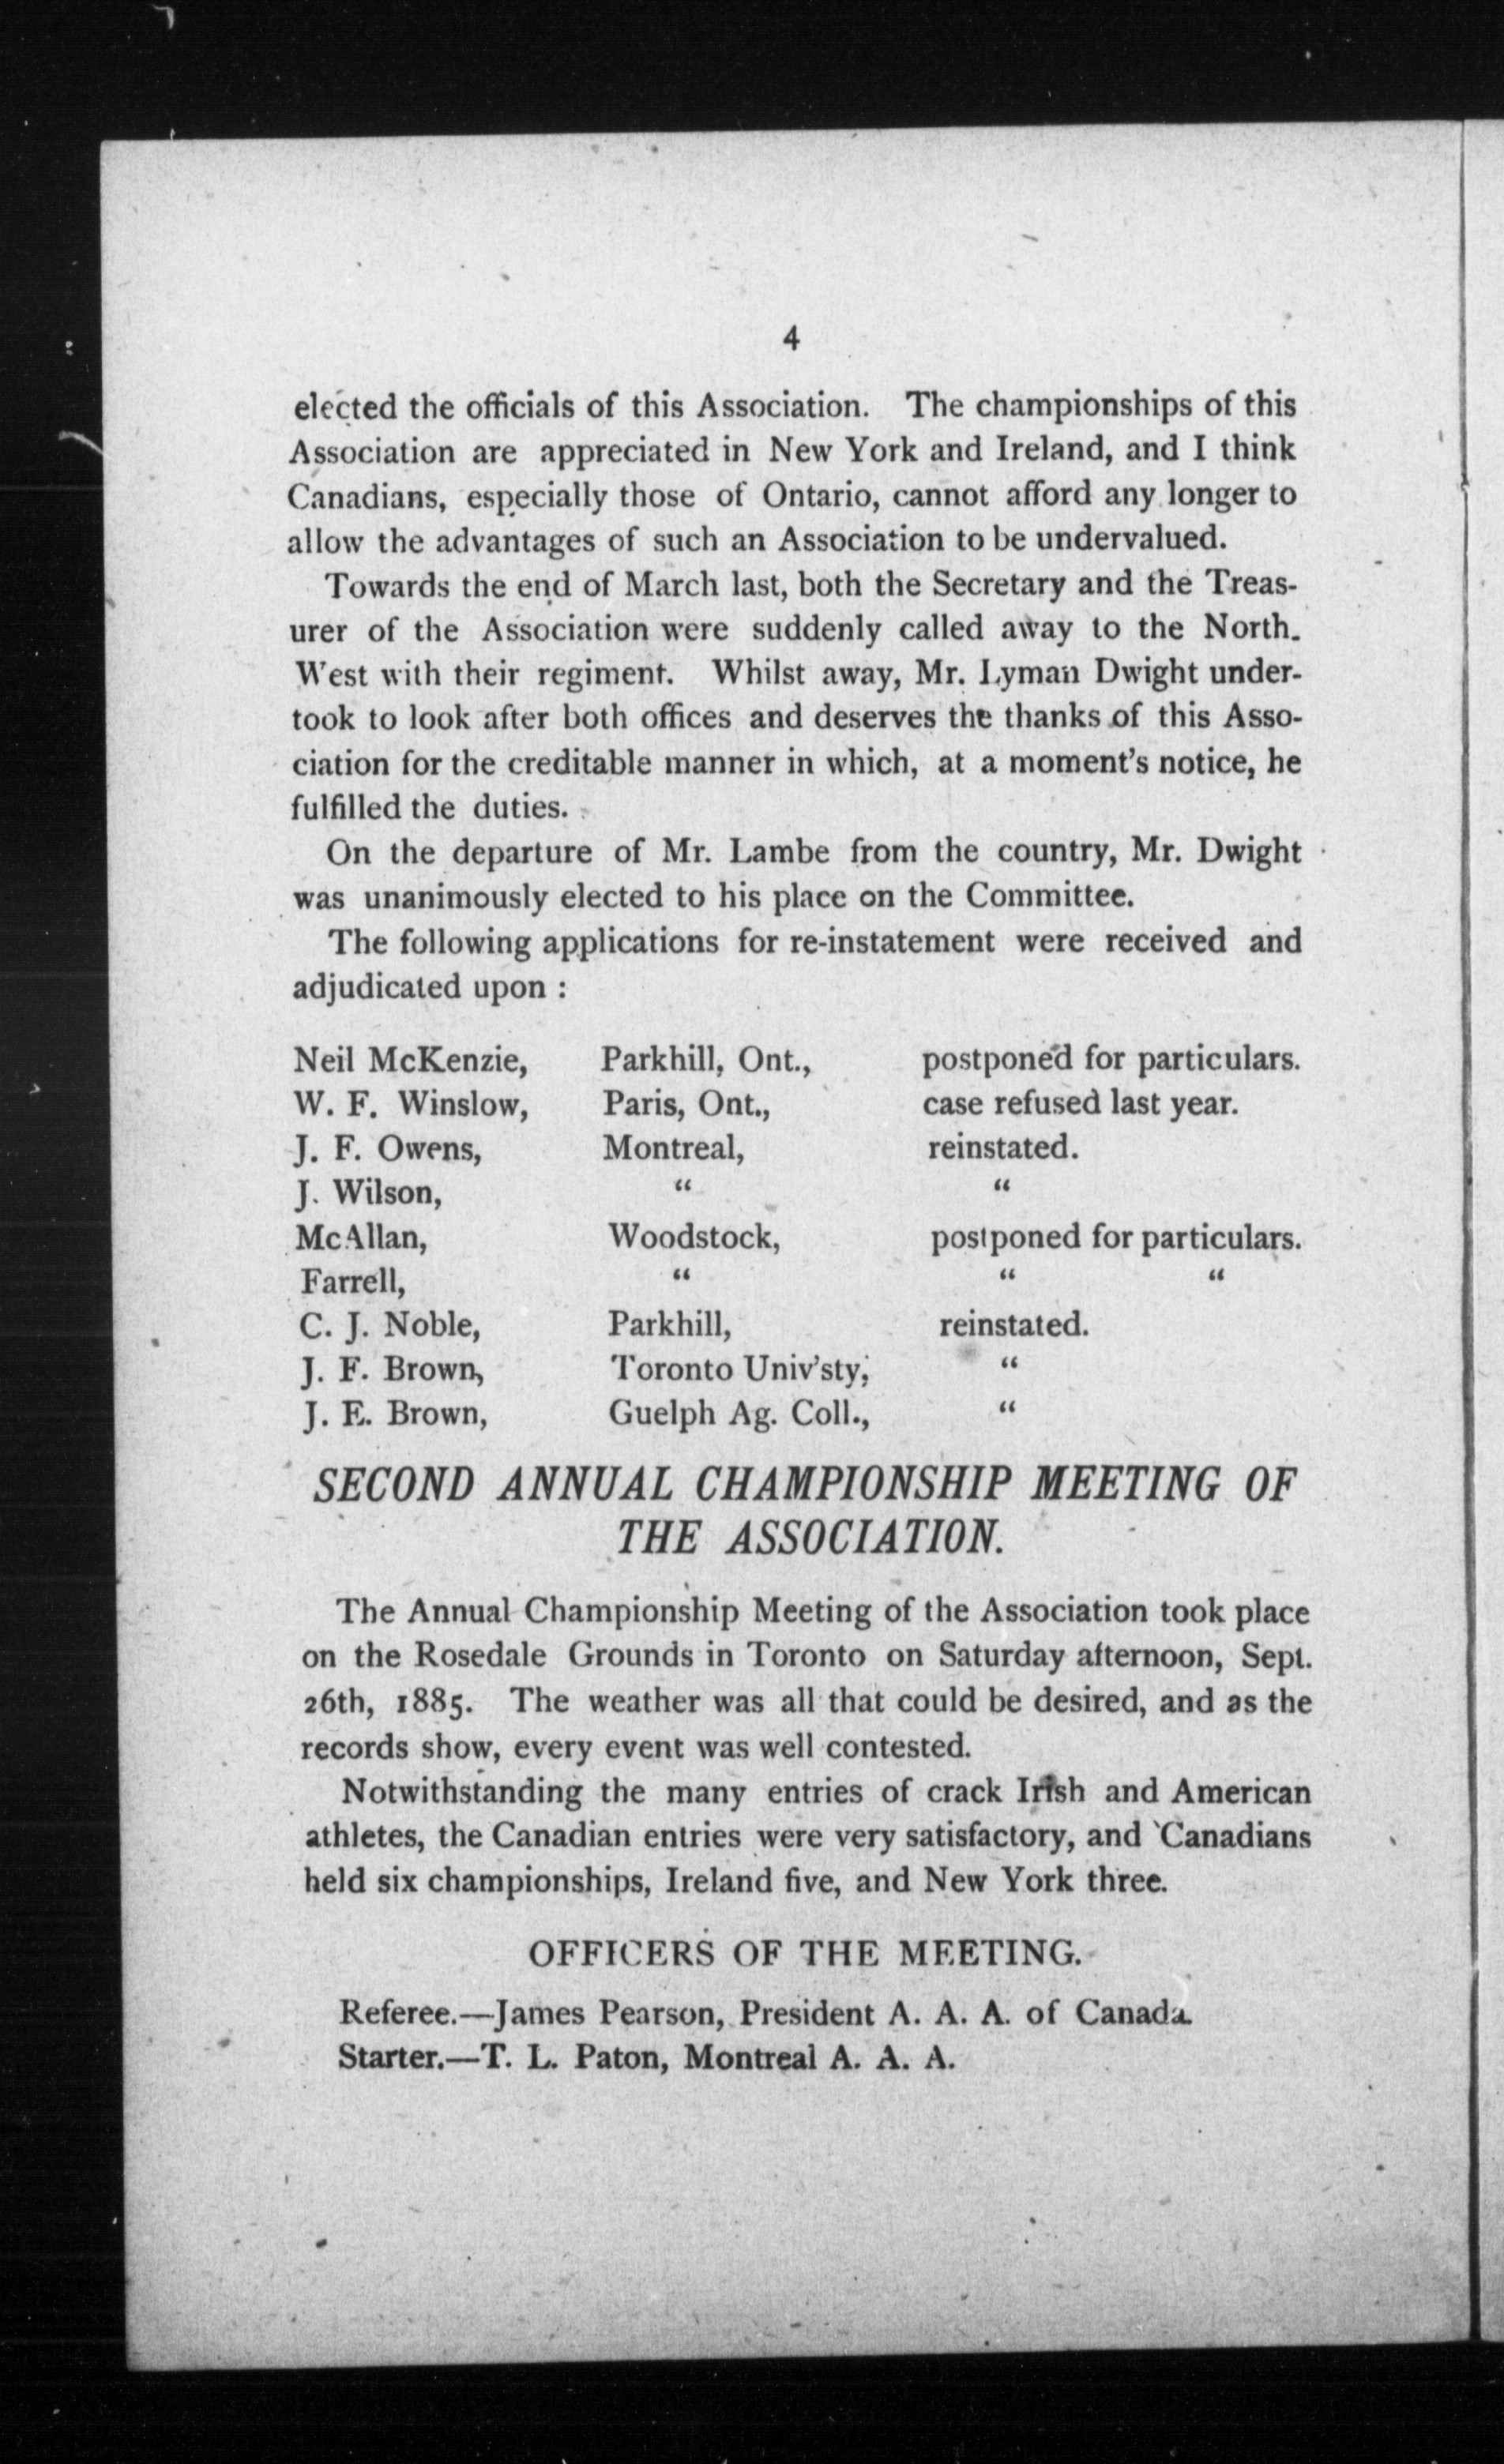 4
elected the officials of this Association. The championships of this
Association are appreciated in New York and Ireland, and I think
Canadians, especially those of Ontario, cannot afford any longer to
allow the advantages of such an Association to be undervalued.
Towards the end of March last, both the Secretary and the Treas-
urer of the Association were suddenly called away to the North-
West with their regiment. Whilst away, Mr. Lyman Dwight under-
took to look after both offices and deserves the thanks of this Asso-
ciation for the creditable manner in which, at a moment's notice, he
fulfilled the duties.
On the departure of Mr. Lambe from the country, Mr. Dwight
was unanimously elected to his place on the Committee.
The following applications for re-instatement were received and
adjudicated upon :
Neil McKenzie, Parkhill, Ont., postponed for particulars.
W. F. Winslow, Paris, Ont., case refused last year.
J. F. Owens, Montreal, reinstated.
J. Wilson, “ “
McAllan, Woodstock, postponed for particulars.
Farrell, “ “ “
C. J. Noble, Parkhill, reinstated.
J. F. Brown, Toronto Univ'sty, “
J. E. Brown, Guelph Ag. Coll., “
SECOND ANNUAL CHAMPIONSHIP MEETING OF
THE ASSOCIATION.
The Annual Championship Meeting of the Association took place
on the Rosedale Grounds in Toronto on Saturday afternoon, Sept.
26th, 1885. The weather was all that could be desired, and as the
records show, every event was well contested.
Notwithstanding the many entries of crack Irish and American
athletes, the Canadian entries were very satisfactory, and Canadians
held six championships, Ireland five, and New York three.
OFFICERS OF THE MEETING.
Referee.—James Pearson, President A. A. A. of Canada.
Starter.—T. L. Paton, Montreal A. A. A.